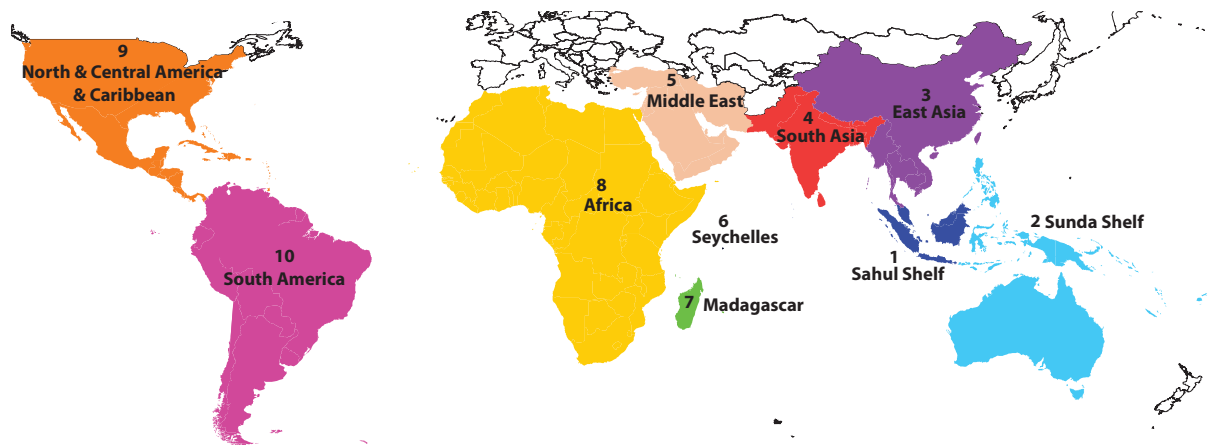 9
North & Central America
& Caribbean
10
South America
8
Africa
5
Middle East
6
Seychelles
7 Madagascar
4
South Asia
3
East Asia
2 Sunda Shelf
1
Sahul Shelf